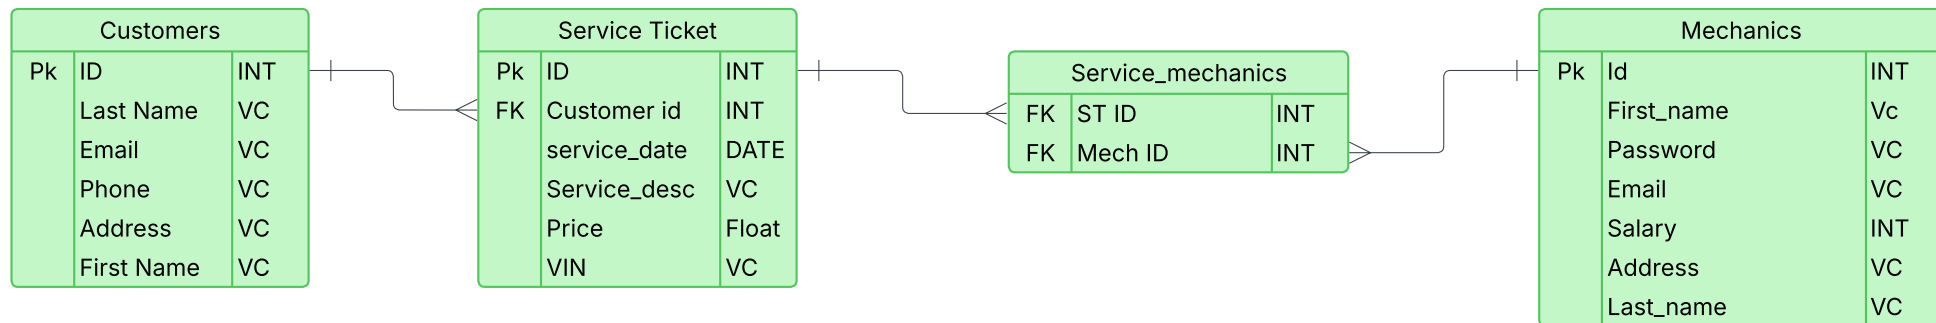 Customers
Pk ID INT
Last Name VC
Email VC
Phone VC
Address VC
First Name VC
Service Ticket
Pk ID INT
FK Customer id INT
service_date DATE
Service_desc VC
Price Float
VIN VC
Service_mechanics
FK ST ID INT
FK Mech ID INT
Mechanics
Pk Id INT
First_name Vc
Password VC
Email VC
Salary INT
Address VC
Last_name VC